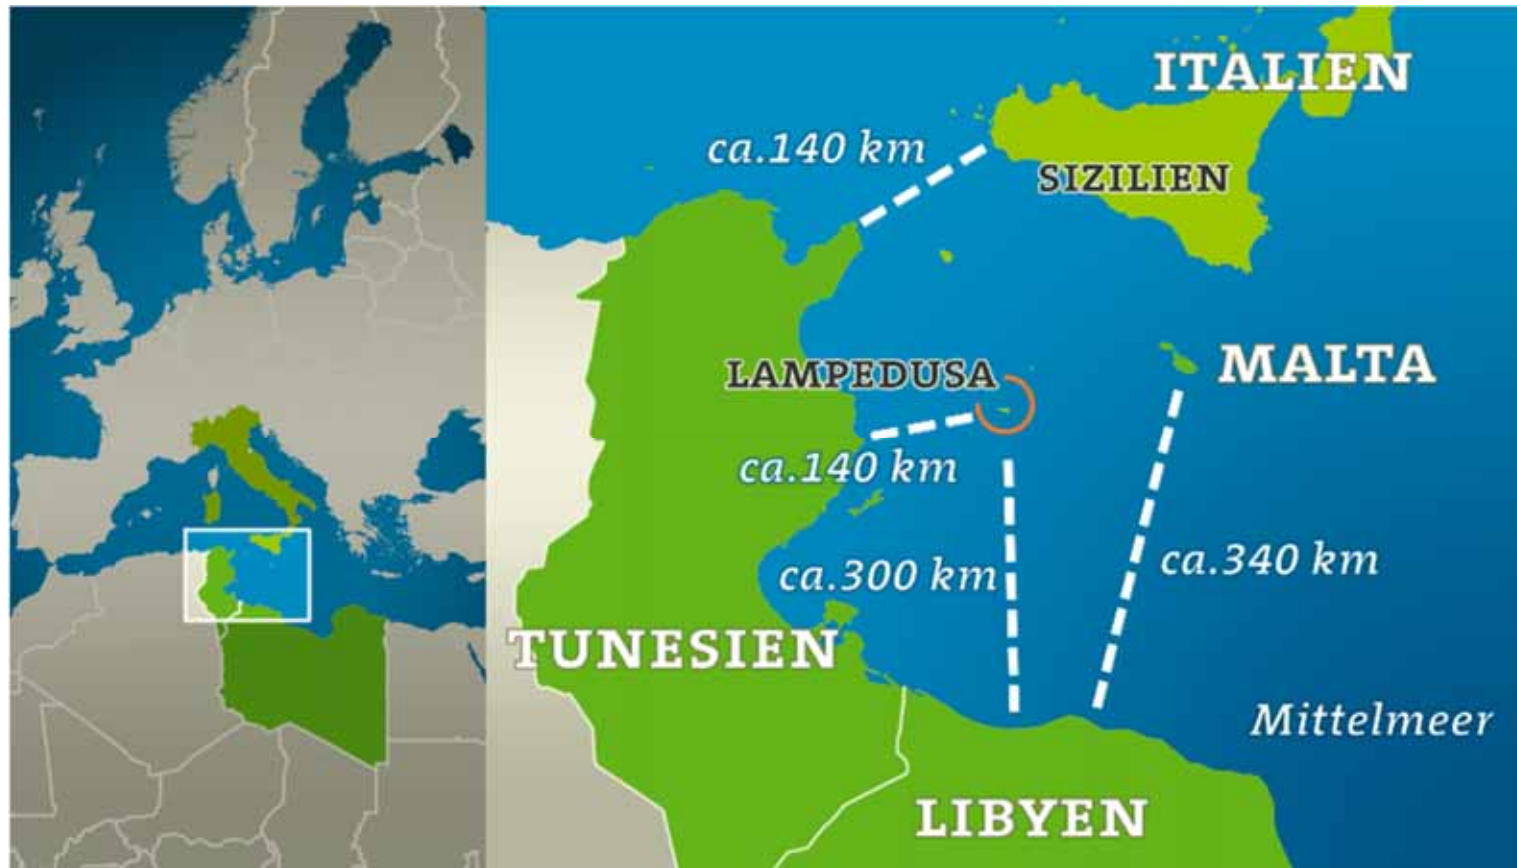 ITALIEN
ca.140 km
SIZILIEN
LAMPEDUSA
MALTA
ca.140 km
ca.300 km
ca.340 km
TUNESIEN
Mittelmeer
LIBYEN